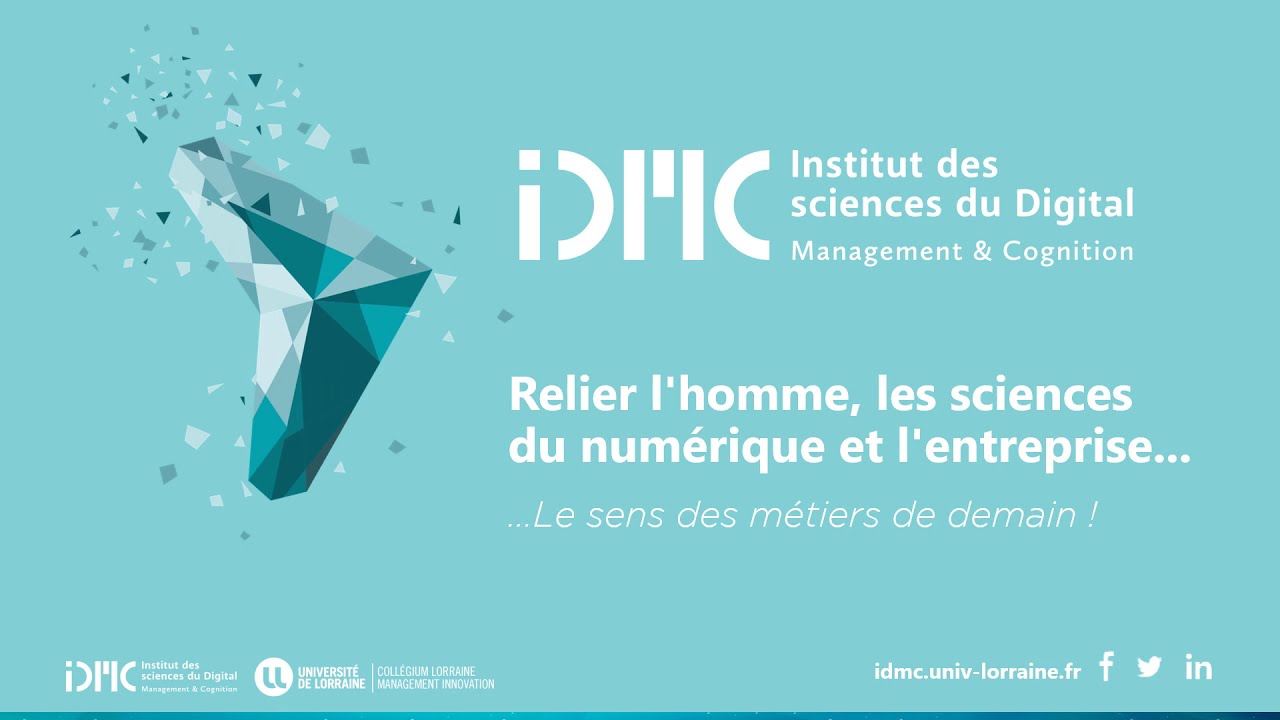 iDMC
Institut des
sciences du Digital
Management & Cognition
Relier l'homme, les sciences
du numérique et l'entreprise...
...Le sens des métiers de demain !
iDMC
Institut des
sciences du Digital
Management & Cognition
UNIVERSITÉ
DE LORRAINE
COLLÉGIUM LORRAINE
MANAGEMENT INNOVATION
idmc.univ-lorraine.fr